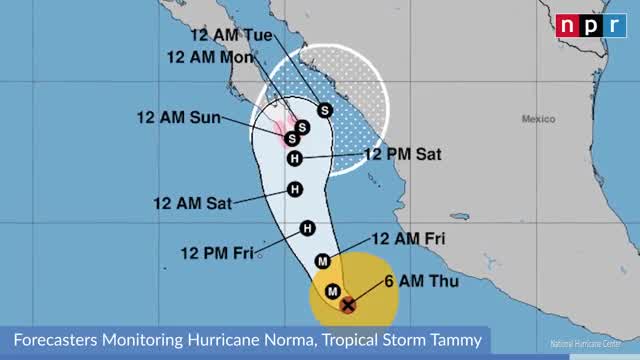 npr
12 AM Tue
12 AM Mon
12 AM Sun
S
S
S
H
12 PM Sat
Mexico
12 AM Sat
H
H
12 PM Fri
12 AM Fri
M
M
6 AM Thu
Forecasters Monitoring Hurricane Norma, Tropical Storm Tammy
National Hurricane Center